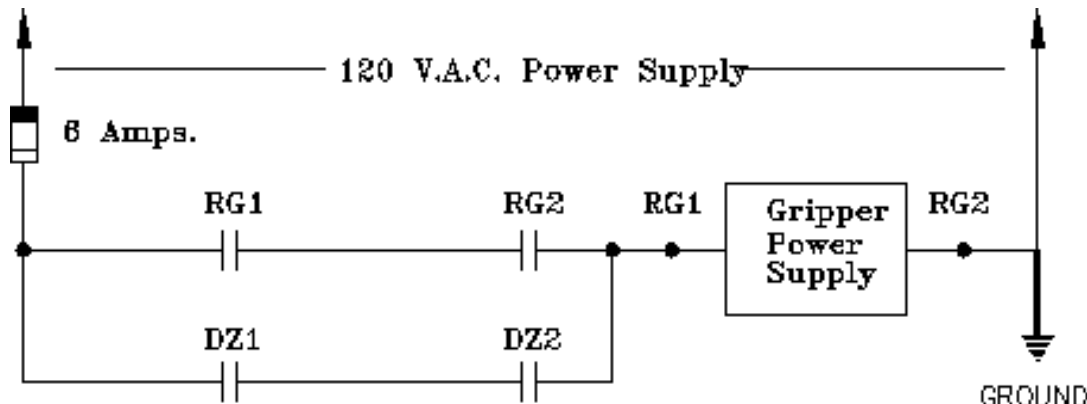 120 V.A.C. Power Supply
6 Amps.
RG1
RG2
RG1
Gripper
Power
Supply
RG2
DZ1
DZ2
GROUND